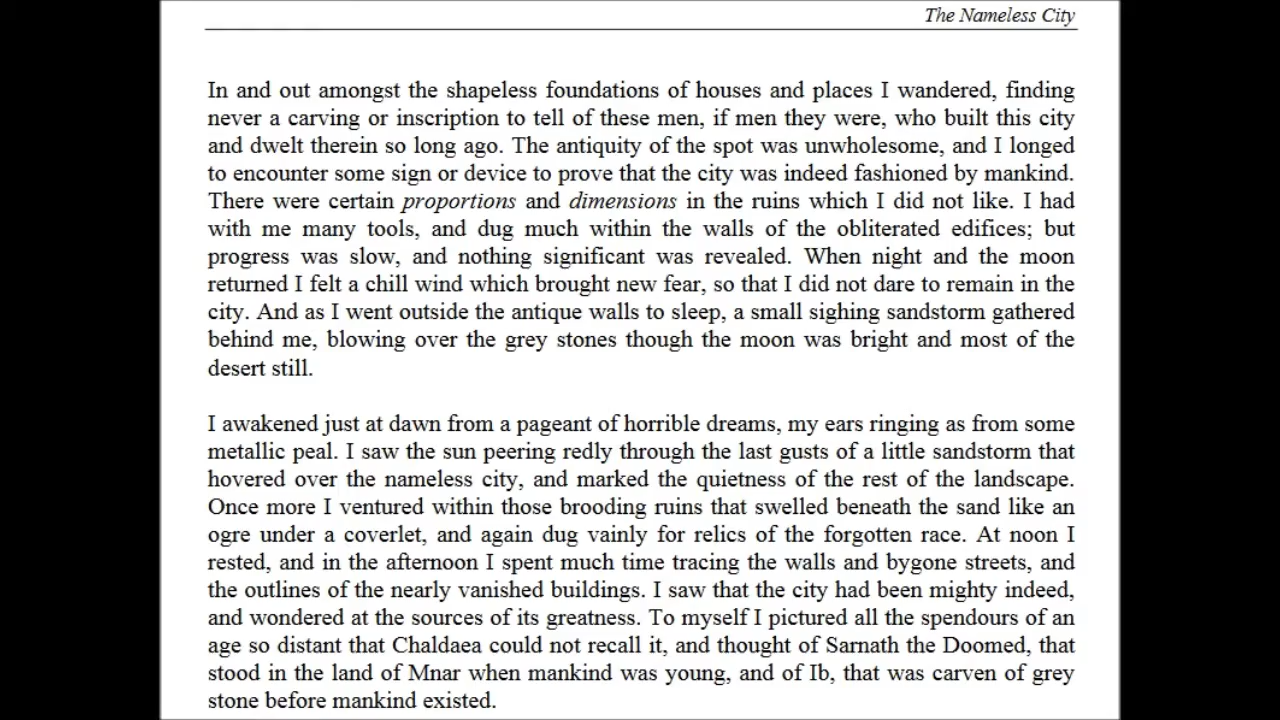 The Nameless City
In and out amongst the shapeless foundations of houses and places I wandered, finding
never a carving or inscription to tell of these men, if men they were, who built this city
and dwelt therein so long ago. The antiquity of the spot was unwholesome, and I longed
to encounter some sign or device to prove that the city was indeed fashioned by mankind.
There were certain proportions and dimensions in the ruins which I did not like. I had
with me many tools, and dug much within the walls of the obliterated edifices; but
progress was slow, and nothing significant was revealed. When night and the moon
returned I felt a chill wind which brought new fear, so that I did not dare to remain in the
city. And as I went outside the antique walls to sleep, a small sighing sandstorm gathered
behind me, blowing over the grey stones though the moon was bright and most of the
desert still.
I awakened just at dawn from a pageant of horrible dreams, my ears ringing as from some
metallic peal. I saw the sun peering redly through the last gusts of a little sandstorm that
hovered over the nameless city, and marked the quietness of the rest of the landscape.
Once more I ventured within those brooding ruins that swelled beneath the sand like an
ogre under a coverlet, and again dug vainly for relics of the forgotten race. At noon I
rested, and in the afternoon I spent much time tracing the walls and bygone streets, and
the outlines of the nearly vanished buildings. I saw that the city had been mighty indeed,
and wondered at the sources of its greatness. To myself I pictured all the spendours of an
age so distant that Chaldaea could not recall it, and thought of Sarnath the Doomed, that
stood in the land of Mnar when mankind was young, and of Ib, that was carven of grey
stone before mankind existed.